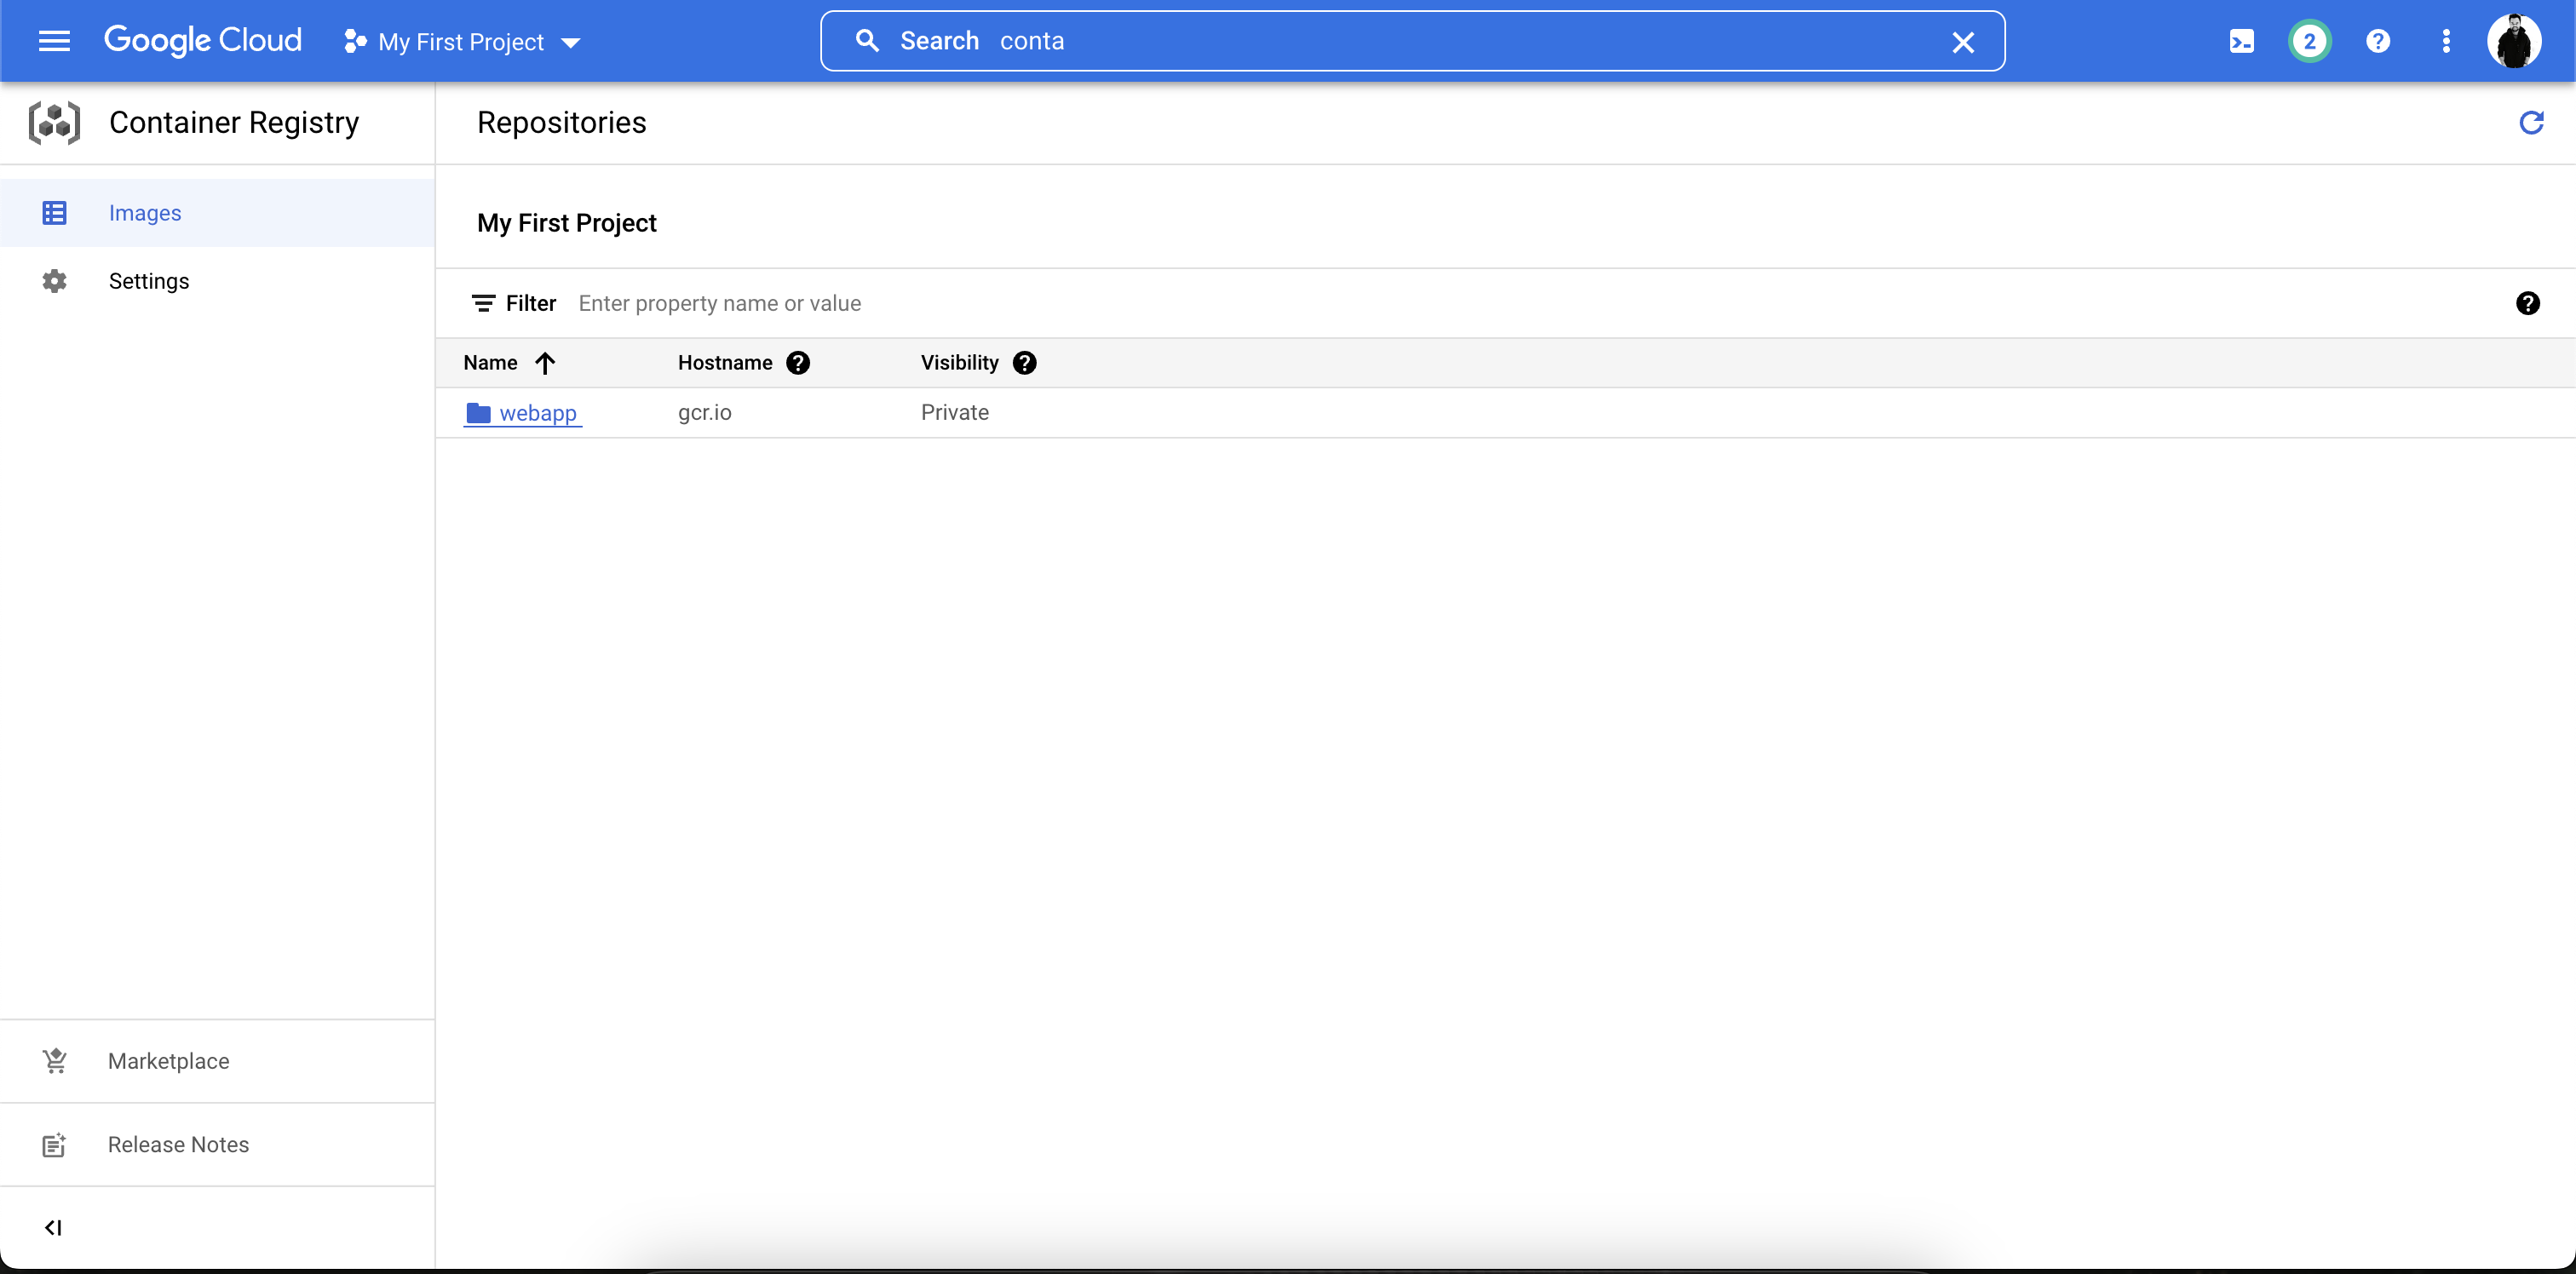 Google Cloud
My First Project
Search conta
2
Container Registry
Repositories
Images
Settings
My First Project
Filter Enter property name or value
Name Hostname Visibility
webapp gcr.io Private
Marketplace
Release Notes